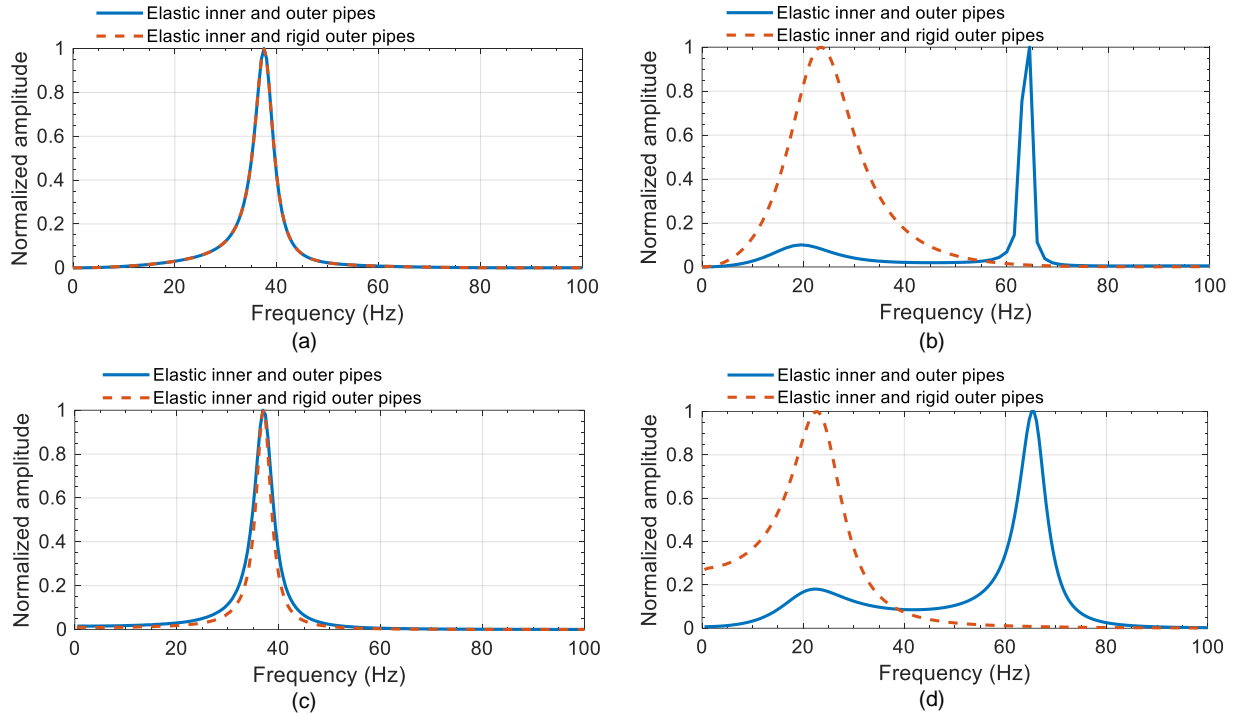 Elastic inner and outer pipes
Elastic inner and rigid outer pipes
1
0.8
0.6
0.4
0.2
0
Normalized amplitude
0 20 40 60 80 100
Frequency (Hz)
(a)
Elastic inner and outer pipes
Elastic inner and rigid outer pipes
1
0.8
0.6
0.4
0.2
0
Normalized amplitude
0 20 40 60 80 100
Frequency (Hz)
(b)
Elastic inner and outer pipes
Elastic inner and rigid outer pipes
1
0.8
0.6
0.4
0.2
0
Normalized amplitude
0 20 40 60 80 100
Frequency (Hz)
(c)
Elastic inner and outer pipes
Elastic inner and rigid outer pipes
1
0.8
0.6
0.4
0.2
0
Normalized amplitude
0 20 40 60 80 100
Frequency (Hz)
(d)